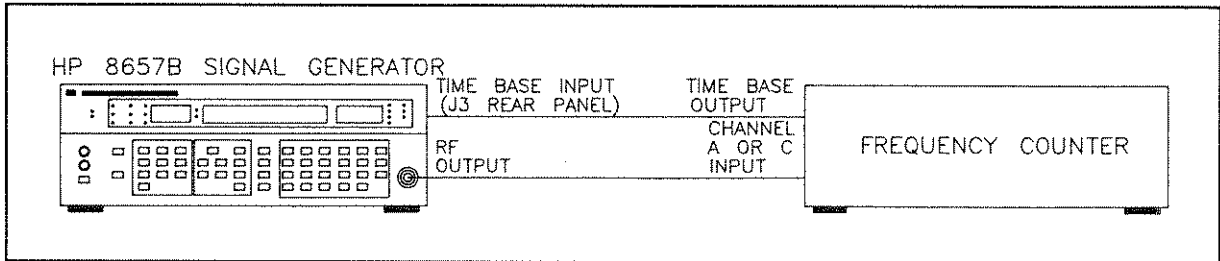 HP 8657B SIGNAL GENERATOR
TIME BASE INPUT
(J3 REAR PANEL)
TIME BASE
OUTPUT
RF
OUTPUT
CHANNEL
A OR C
INPUT
FREQUENCY COUNTER